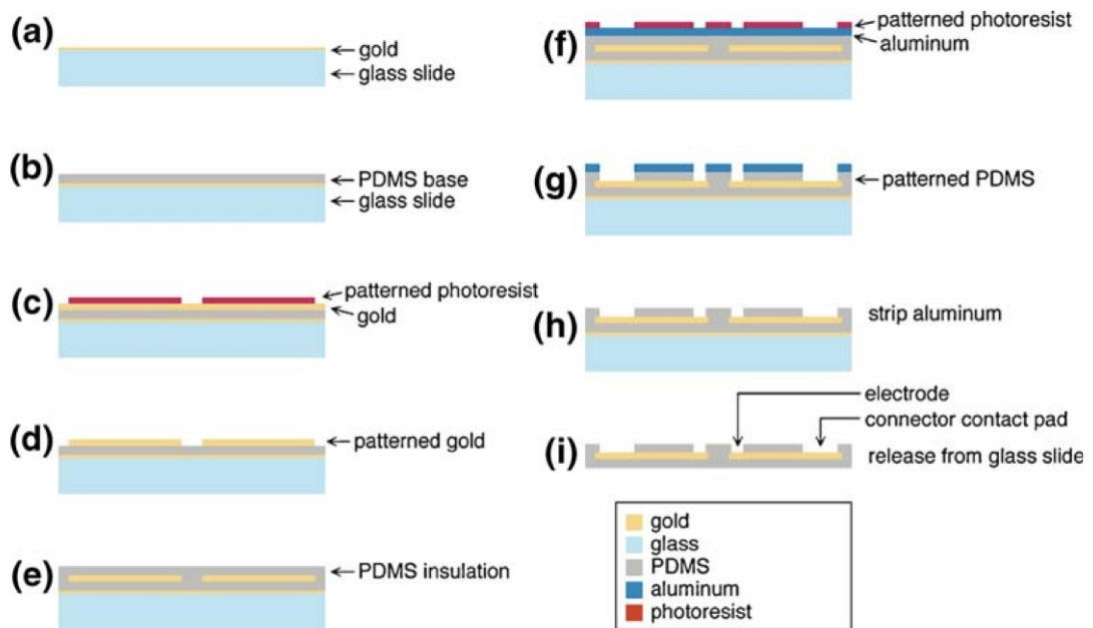 (a)
gold
glass slide
(b)
PDMS base
glass slide
(c)
patterned photoresist
gold
(d)
patterned gold
(e)
PDMS insulation
(f)
patterned photoresist
aluminum
(g)
patterned PDMS
(h)
strip aluminum
electrode
connector contact pad
(i)
release from glass slide
gold
glass
PDMS
aluminum
photoresist